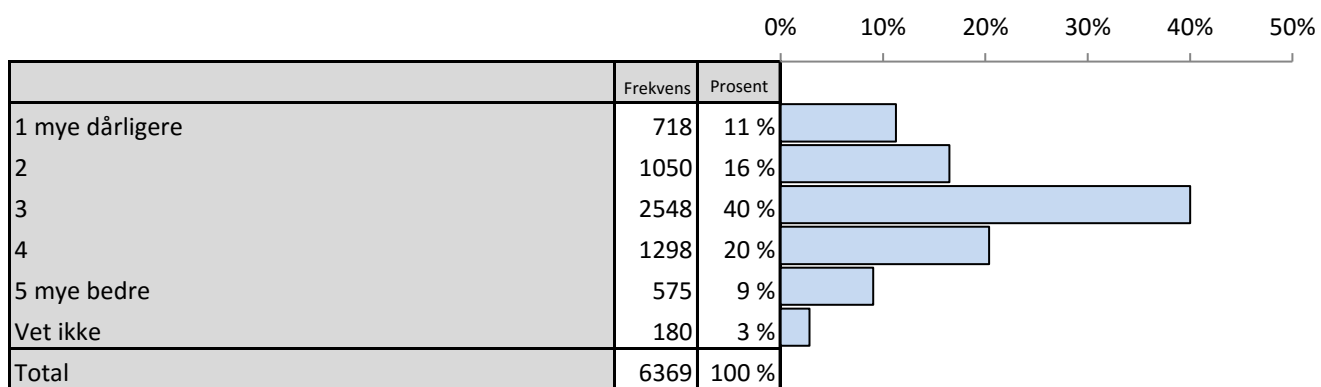 0% 10% 20% 30% 40% 50%
Frekvens Prosent
1 mye dårligere 718 11 %
2 1050 16 %
3 2548 40 %
4 1298 20 %
5 mye bedre 575 9 %
Vet ikke 180 3 %
Total 6369 100 %